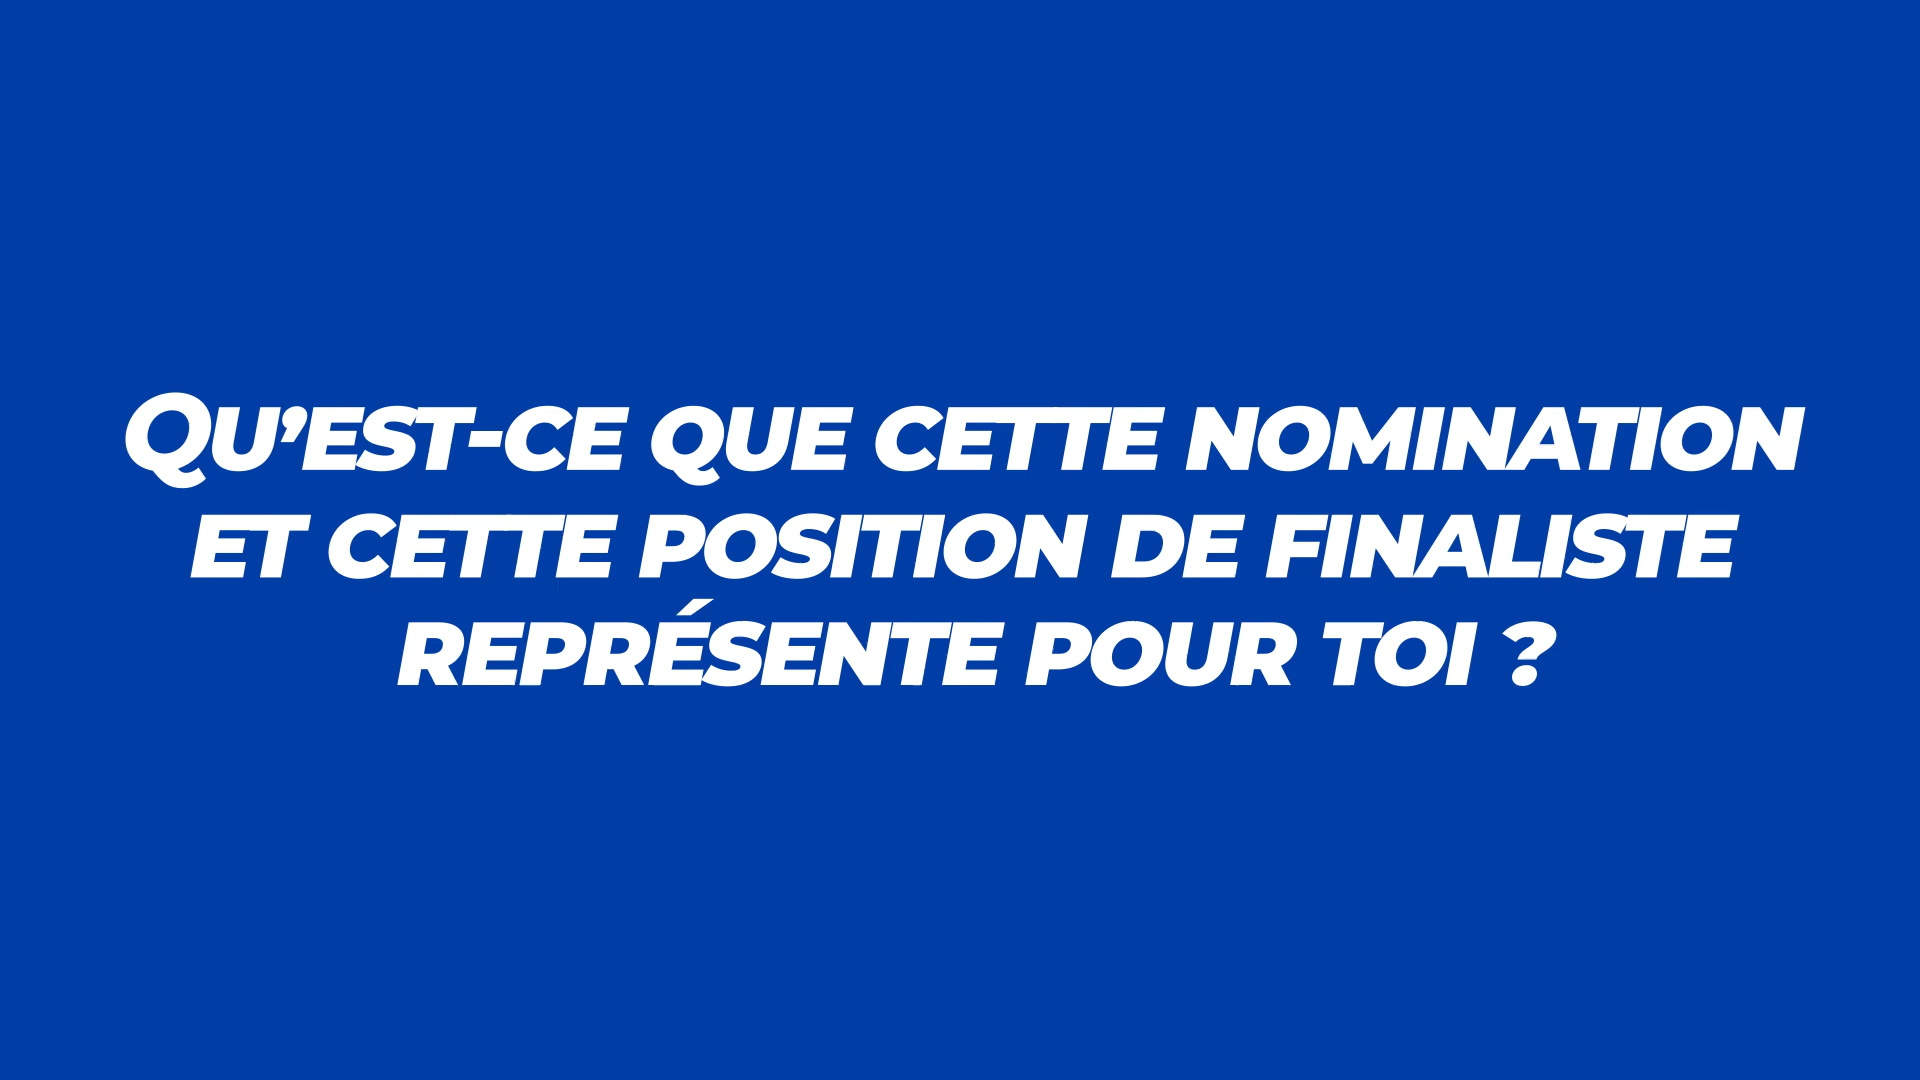 QU’EST-CE QUE CETTE NOMINATION
ET CETTE POSITION DE FINALISTE
REPRÉSENTE POUR TOI ?